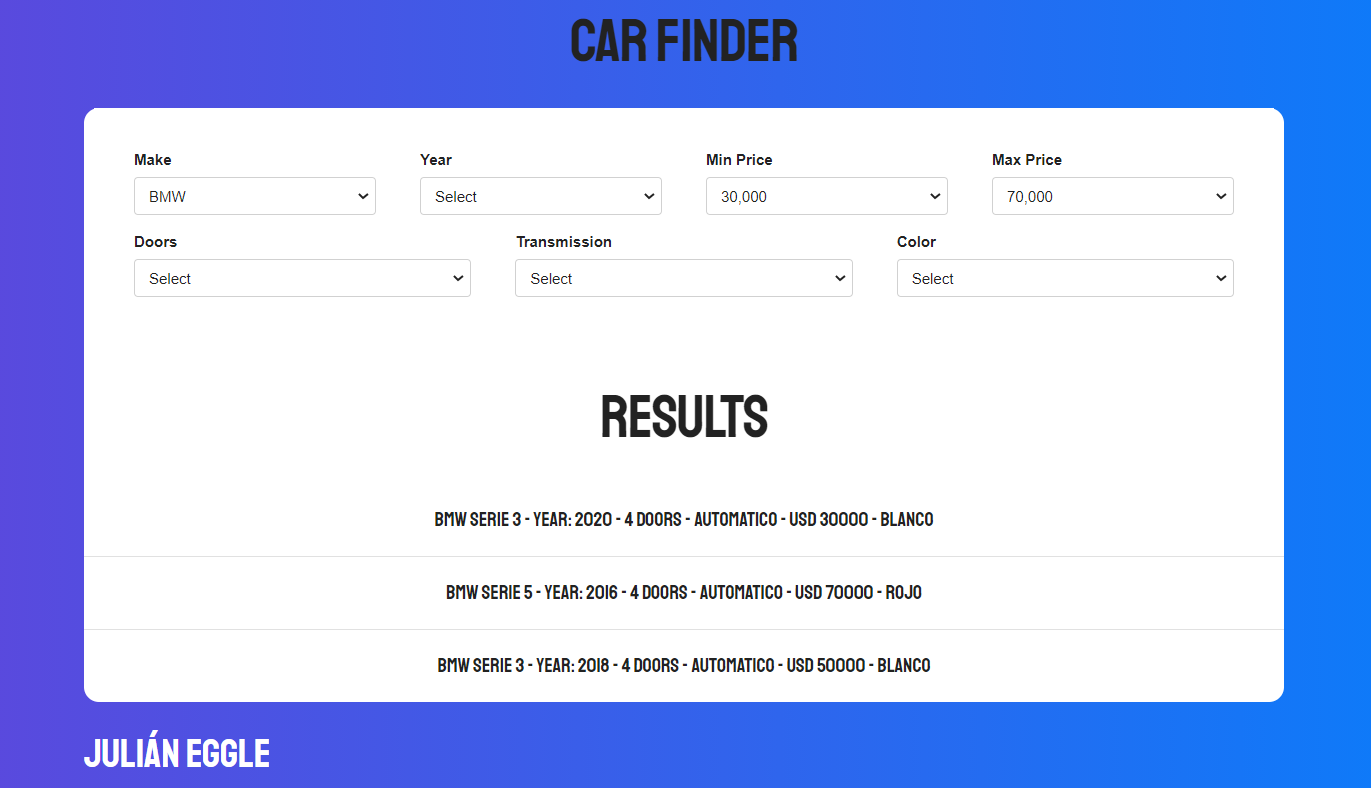 CAR FINDER
Make Year Min Price Max Price
BMW Select 30,000 70,000
Doors Transmission Color
Select Select Select
RESULTS
BMW SERIE 3 - YEAR: 2020 - 4 DOORS - AUTOMATICO - USD 30000 - BLANCO
BMW SERIE 5 - YEAR: 2016 - 4 DOORS - AUTOMATICO - USD 70000 - ROJO
BMW SERIE 3 - YEAR: 2018 - 4 DOORS - AUTOMATICO - USD 50000 - BLANCO
JULIÁN EGGLE